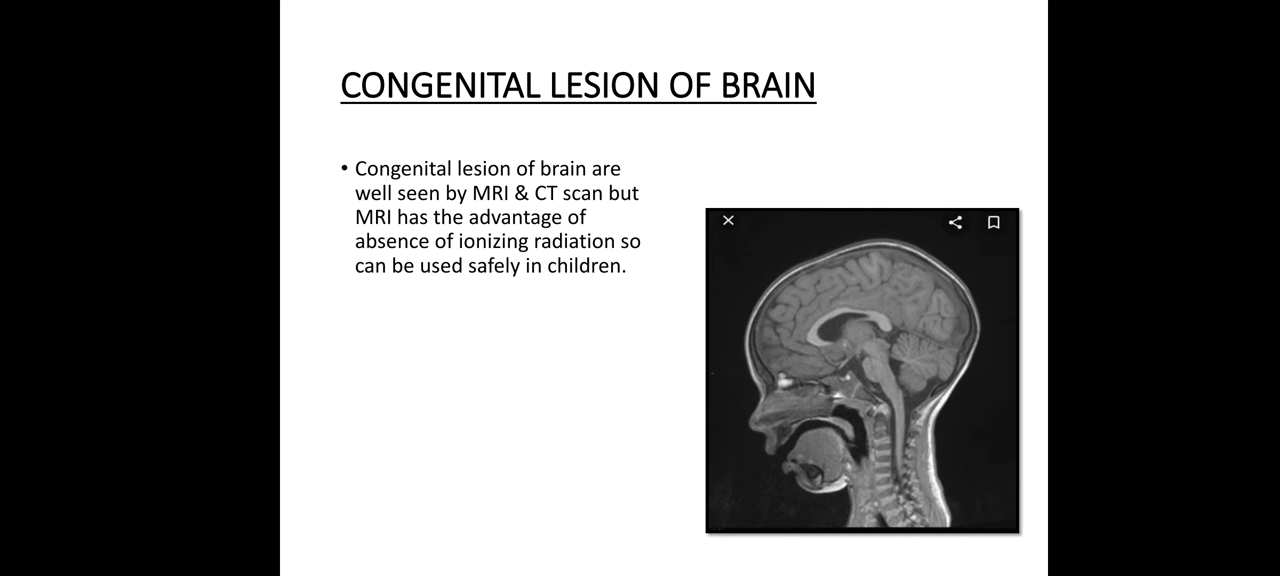 CONGENITAL LESION OF BRAIN
• Congenital lesion of brain are
well seen by MRI & CT scan but
MRI has the advantage of
absence of ionizing radiation so
can be used safely in children.